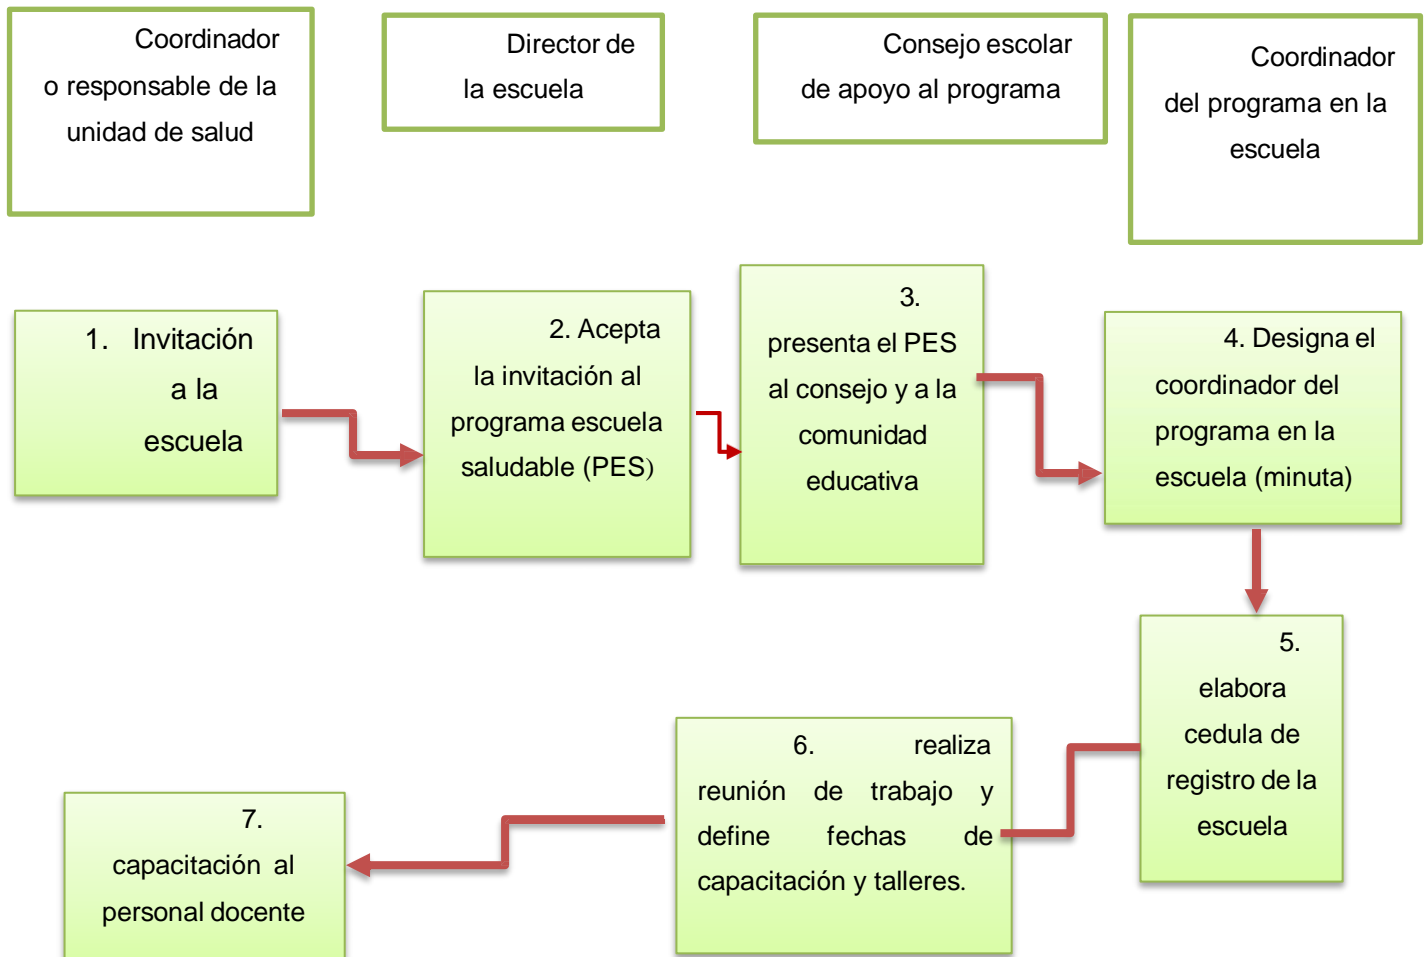 Coordinador
o responsable de la
unidad de salud
Director de
la escuela
Consejo escolar
de apoyo al programa
Coordinador
del programa en la
escuela
1. Invitación
a la
escuela
2. Acepta
la invitación al
programa escuela
saludable (PES)
3.
presenta el PES
al consejo y a la
comunidad
educativa
4. Designa el
coordinador del
programa en la
escuela (minuta)
5.
elabora
cedula de
registro de la
escuela
6. realiza
reunión de trabajo y
define fechas de
capacitación y talleres.
7.
capacitación al
personal docente